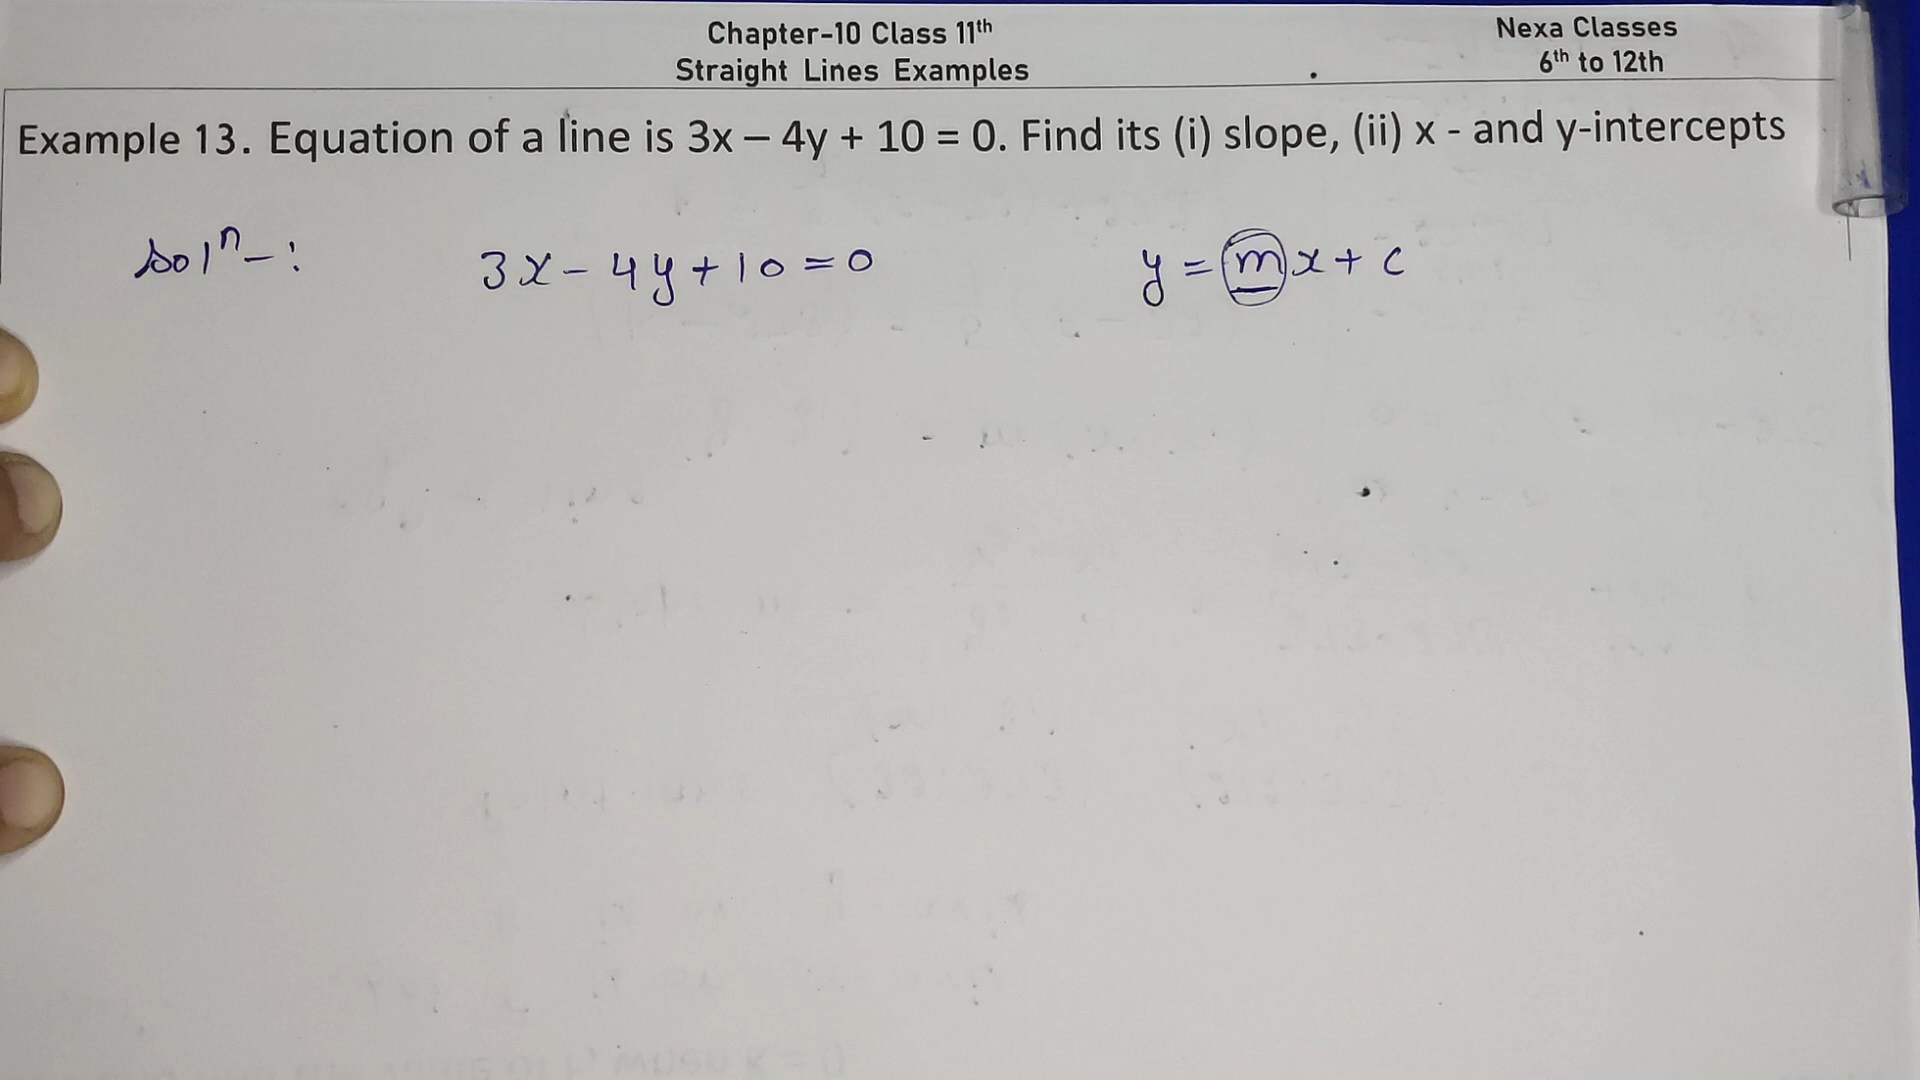 Chapter-10 Class 11th
Straight Lines Examples
Nexa Classes
6th to 12th
Example 13. Equation of a line is 3x – 4y + 10 = 0. Find its (i) slope, (ii) x - and y-intercepts
Solⁿ–: 3x – 4y + 10 = 0 y = mx + c